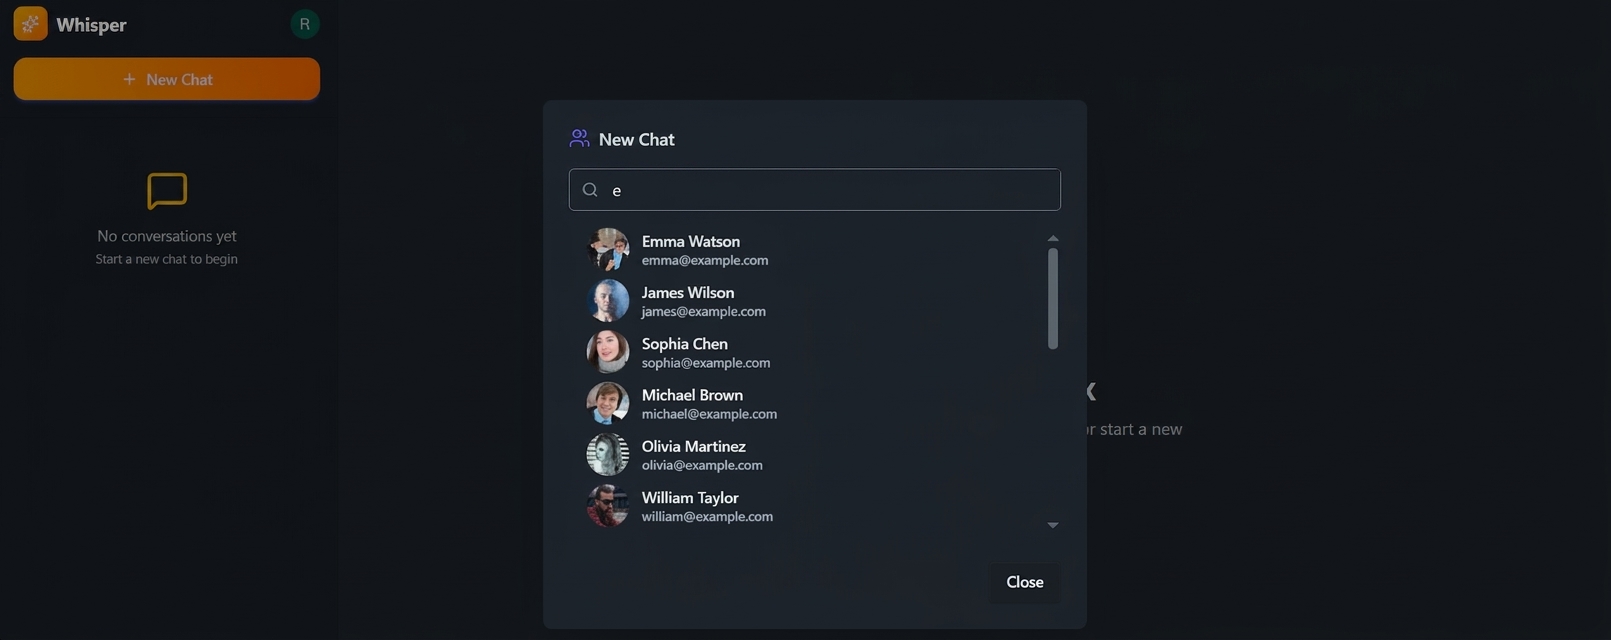 Whisper
R
+ New Chat
No conversations yet
Start a new chat to begin
New Chat
e
Emma Watson
emma@example.com
James Wilson
james@example.com
Sophia Chen
sophia@example.com
Michael Brown
michael@example.com
Olivia Martinez
olivia@example.com
William Taylor
william@example.com
or start a new
Close